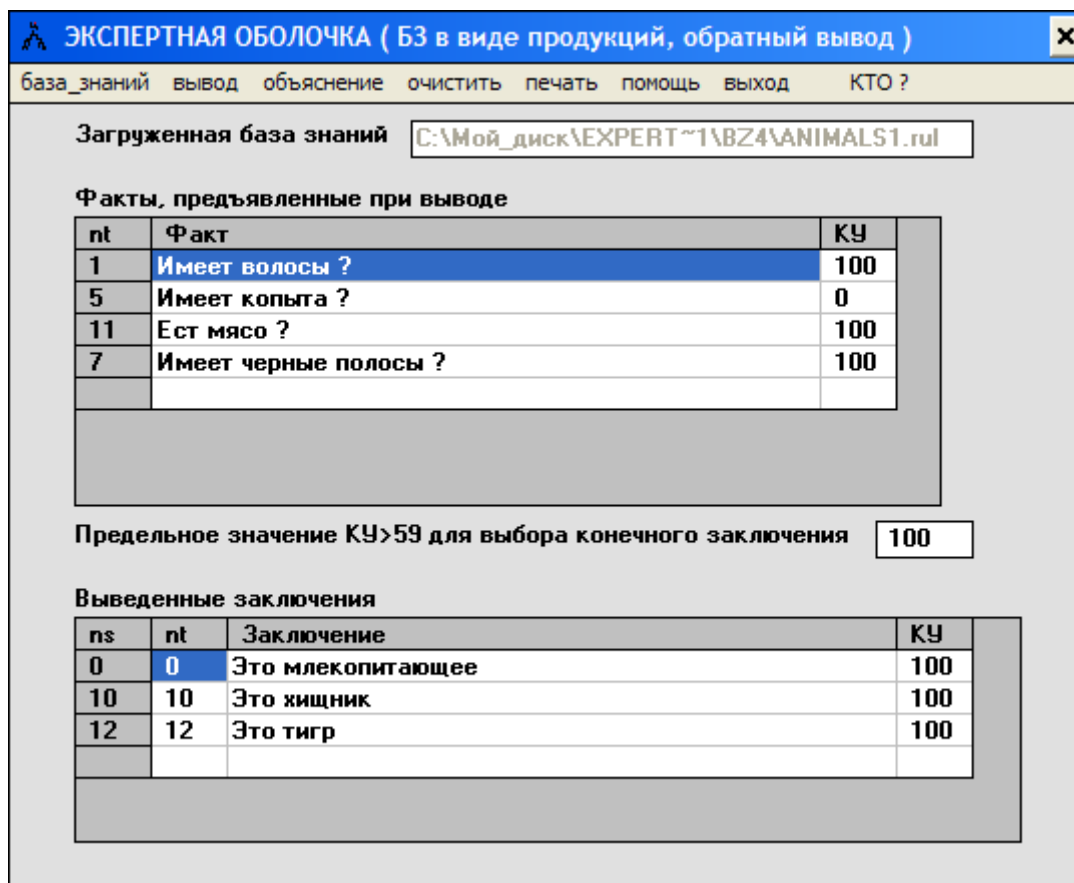 ЭКСПЕРТНАЯ ОБОЛОЧКА ( БЗ в виде продукций, обратный вывод )
база_знаний вывод объяснение очистить печать помощь выход КТО ?
Загруженная база знаний C:\Мой_диск\EXPERT~1\BZ4\ANIMALS1.rul
Факты, предъявленные при выводе
nt Факт КУ
1 Имеет волосы ? 100
5 Имеет копыта ? 0
11 Ест мясо ? 100
7 Имеет черные полосы ? 100
Предельное значение КУ>59 для выбора конечного заключения 100
Выведенные заключения
ns nt Заключение КУ
0 0 Это млекопитающее 100
10 10 Это хищник 100
12 12 Это тигр 100